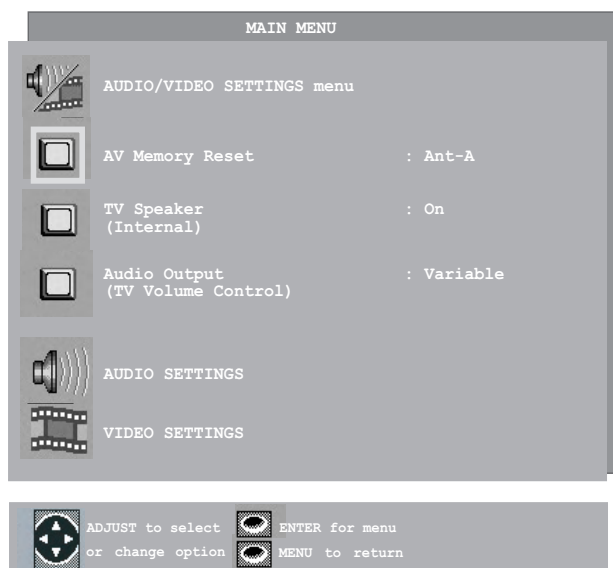 MAIN MENU
AUDIO/VIDEO SETTINGS menu
AV Memory Reset : Ant-A
TV Speaker : On
(Internal)
Audio Output : Variable
(TV Volume Control)
AUDIO SETTINGS
VIDEO SETTINGS
ADJUST to select ENTER for menu
or change option MENU to return